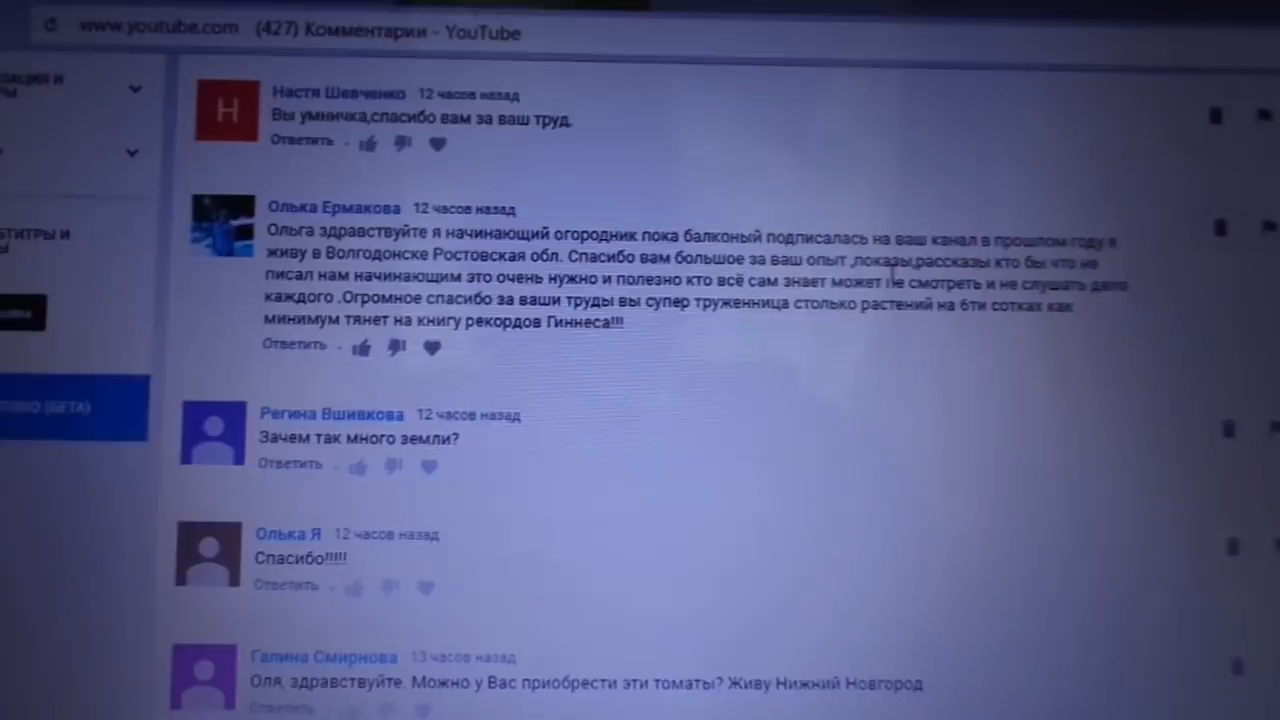 www.youtube.com (427) Комментарии - YouTube
Настя Шевченко 12 часов назад
Вы умничка,спасибо вам за ваш труд.
Ответить
Н
Олька Ермакова 12 часов назад
Ольга здравствуйте я начинающий огородник пока балконый подписалась на ваш канал в прошлом году я
живу в Волгодонске Ростовская обл. Спасибо вам большое за ваш опыт ,показы,рассказы кто бы что не
писал нам начинающим это очень нужно и полезно кто всё сам знает может не смотреть и не слушать дело
каждого .Огромное спасибо за ваши труды вы супер труженница столько растений на 6ти сотках как
минимум тянет на книгу рекордов Гиннеса!!!
Ответить
Регина Вшивкова 12 часов назад
Зачем так много земли?
Ответить
Олька Я 12 часов назад
Спасибо!!!!!
Ответить
Галина Смирнова 13 часов назад
Оля, здравствуйте. Можно у Вас приобрести эти томаты? Живу Нижний Новгород
Ответить
ЗАЦИЯ И
РЫ
БТИТРЫ И
Ы
(БЕТА)